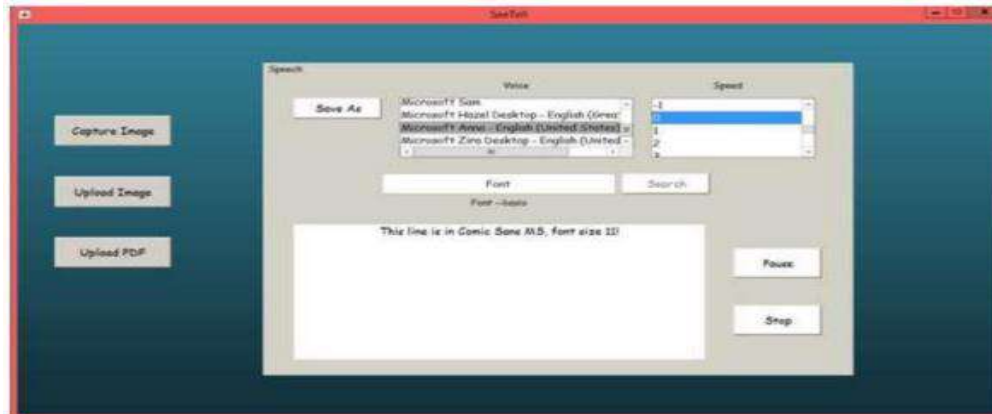 SeeTell
Speech
Voice
Speed
Save As
Microsoft Sam
Microsoft Hazel Desktop - English (Great
Microsoft Anna - English (United States)
Microsoft Zira Desktop - English (United
-1
0
1
2
Capture Image
Upload Image
Upload PDF
Font
Search
Font
This line is in Comic Sans MS, font size 11!
Pause
Stop